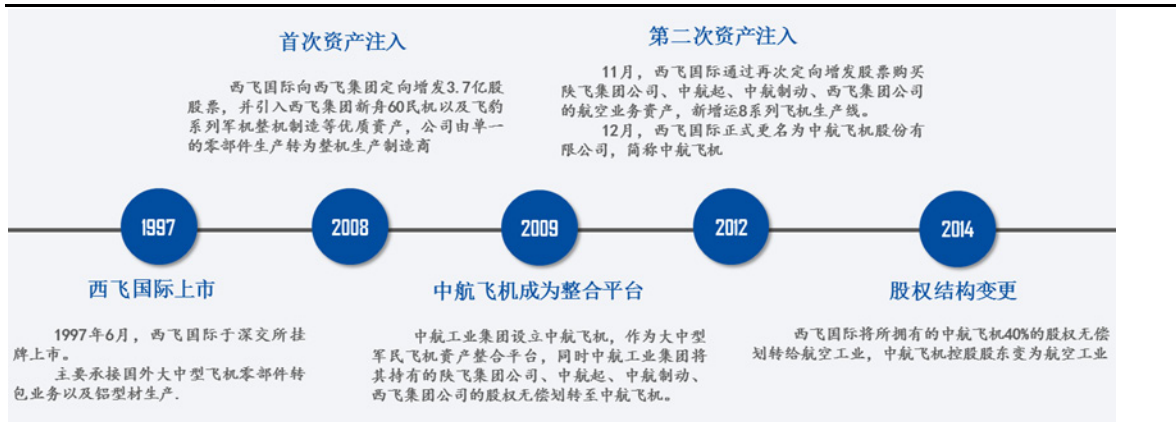 首次资产注入
西飞国际向西飞集团定向增发3.7亿股
股票，并引入西飞集团新舟60民机以及飞豹
系列军机整机制造等优质资产，公司由单一
的零部件生产转为整机生产制造商
第二次资产注入
11月，西飞国际通过再次定向增发股票购买
陕飞集团公司、中航起、中航制动、西飞集团公司
的航空业务资产，新增运8系列飞机生产线。
12月，西飞国际正式更名为中航飞机股份有
限公司，简称中航飞机
1997
2008
2009
2012
2014
西飞国际上市
1997年6月，西飞国际于深交所挂
牌上市。
主要承接国外大中型飞机零部件转
包业务以及铝型材生产.
中航飞机成为整合平台
中航工业集团设立中航飞机，作为大中型
军民飞机资产整合平台，同时中航工业集团将
其持有的陕飞集团公司、中航起、中航制动、
西飞集团公司的股权无偿划转至中航飞机。
股权结构变更
西飞国际将所拥有的中航飞机40%的股权无偿
划转给航空工业，中航飞机控股股东变为航空工业